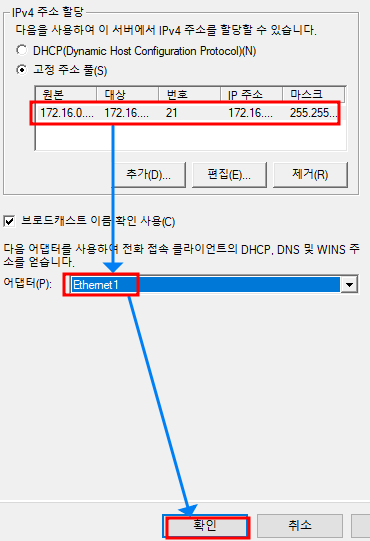 IPv4 주소 할당
다음을 사용하여 이 서버에서 IPv4 주소를 할당할 수 있습니다.
DHCP(Dynamic Host Configuration Protocol)(N)
고정 주소 풀(S)
원본 대상 번호 IP 주소 마스크
172.16.0.... 172.16.... 21 172.16.... 255.255...
추가(D)... 편집(E)... 제거(R)
브로드캐스트 이름 확인 사용(C)
다음 어댑터를 사용하여 전화 접속 클라이언트의 DHCP, DNS 및 WINS 주
소를 얻습니다.
어댑터(P): Ethernet1
확인 취소